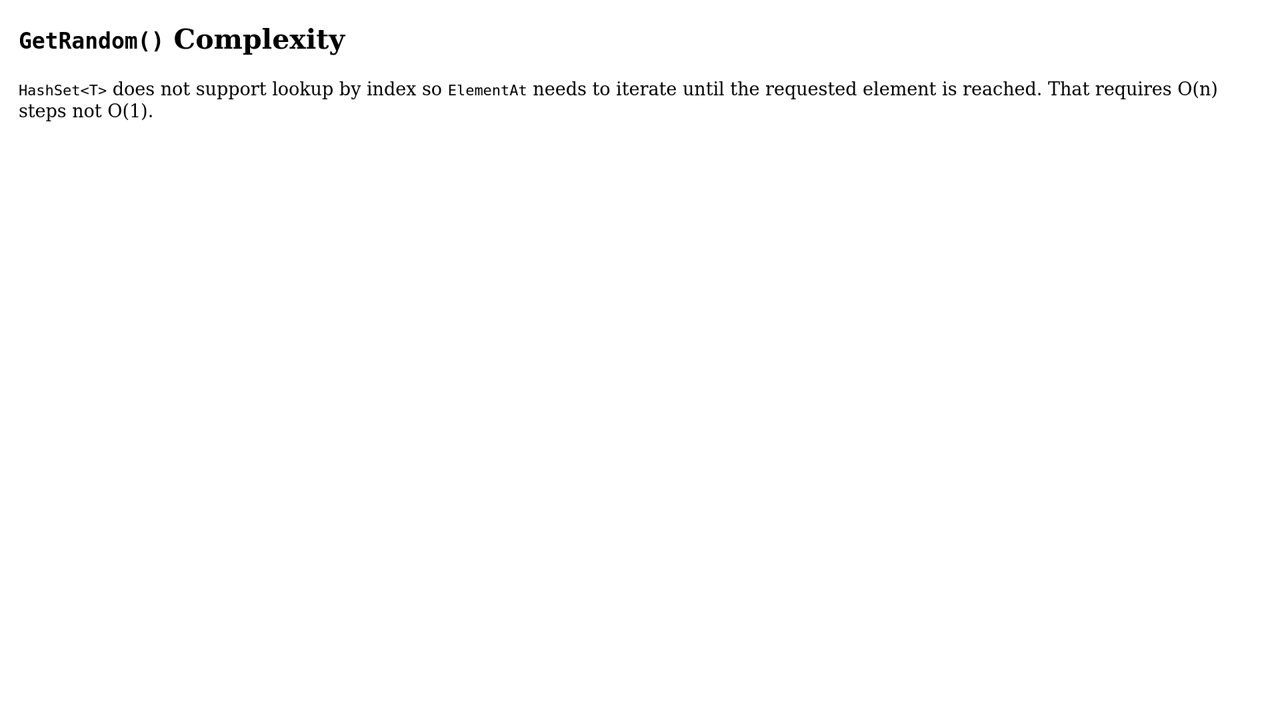 GetRandom() Complexity
HashSet<T> does not support lookup by index so ElementAt needs to iterate until the requested element is reached. That requires O(n)
steps not O(1).